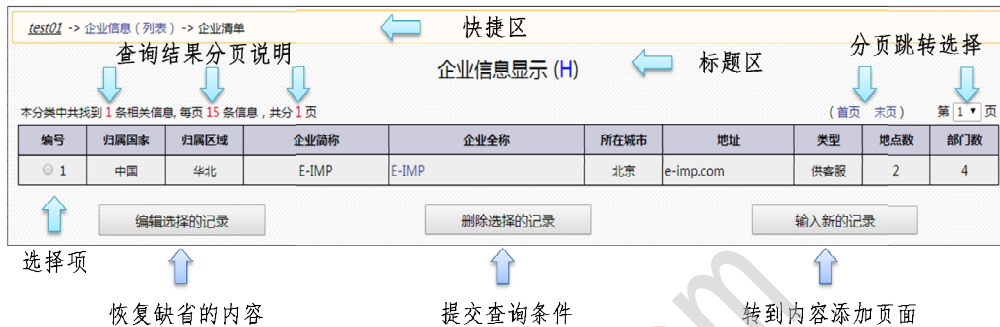 test01 -> 企业信息（列表）-> 企业清单
快捷区
查询结果分页说明
分页跳转选择
企业信息显示 (H)
标题区
本分类中共找到 1 条相关信息, 每页 15 条信息，共分 1 页
（首页 末页）
第 1 页
编号 归属国家 归属区域 企业简称 企业全称 所在城市 地址 类型 地点数 部门数
1 中国 华北 E-IMP E-IMP 北京 e-imp.com 供客服 2 4
编辑选择的记录 删除选择的记录 输入新的记录
选择项
恢复缺省的内容 提交查询条件 转到内容添加页面
om